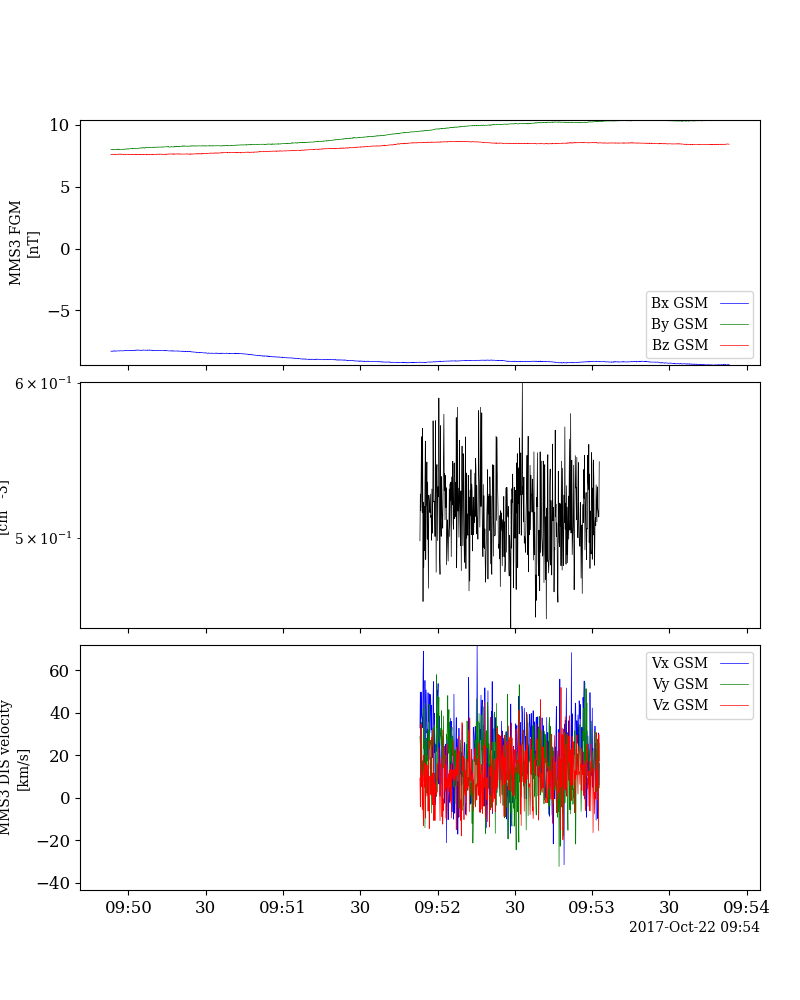 10
5
0
−5
MMS3 FGM
[nT]
Bx GSM
By GSM
Bz GSM
6 × 10⁻¹
5 × 10⁻¹
[cm -3]
60
40
20
0
−20
−40
MMS3 DIS velocity
[km/s]
Vx GSM
Vy GSM
Vz GSM
09:50 30 09:51 30 09:52 30 09:53 30 09:54
2017-Oct-22 09:54